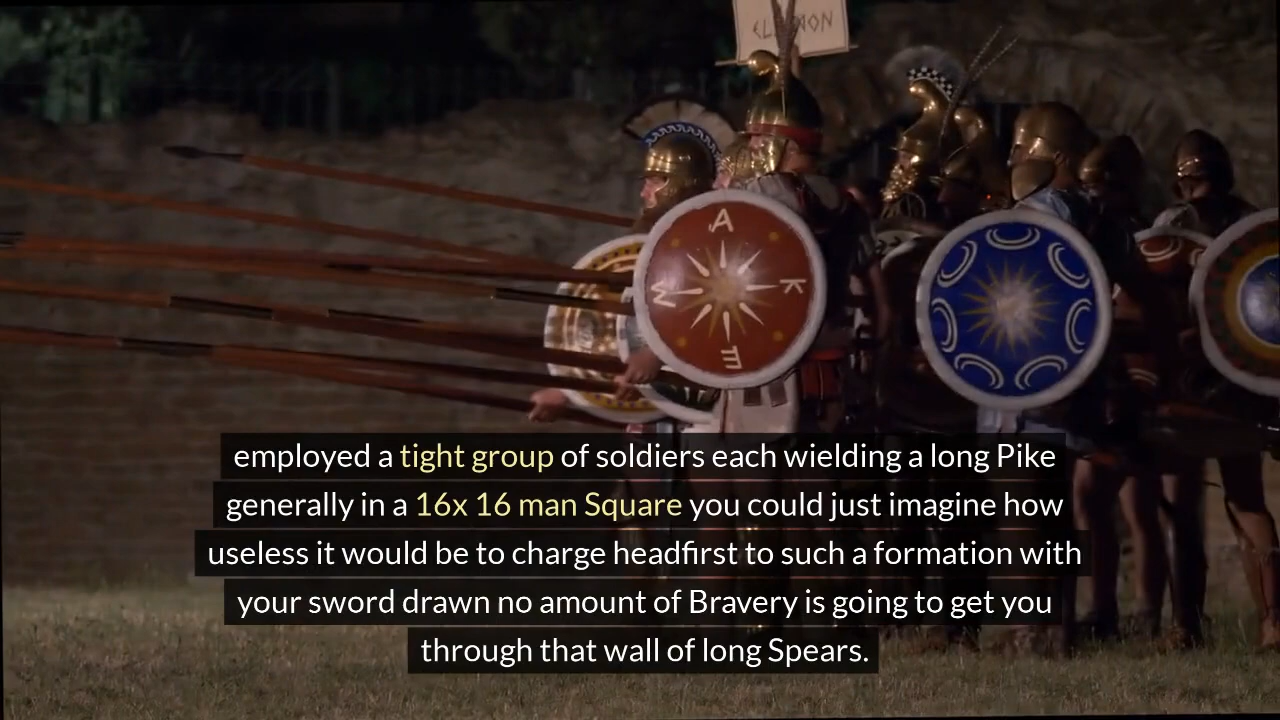 A
K
E
employed a tight group of soldiers each wielding a long Pike
generally in a 16x 16 man Square you could just imagine how
useless it would be to charge headfirst to such a formation with
your sword drawn no amount of Bravery is going to get you
through that wall of long Spears.